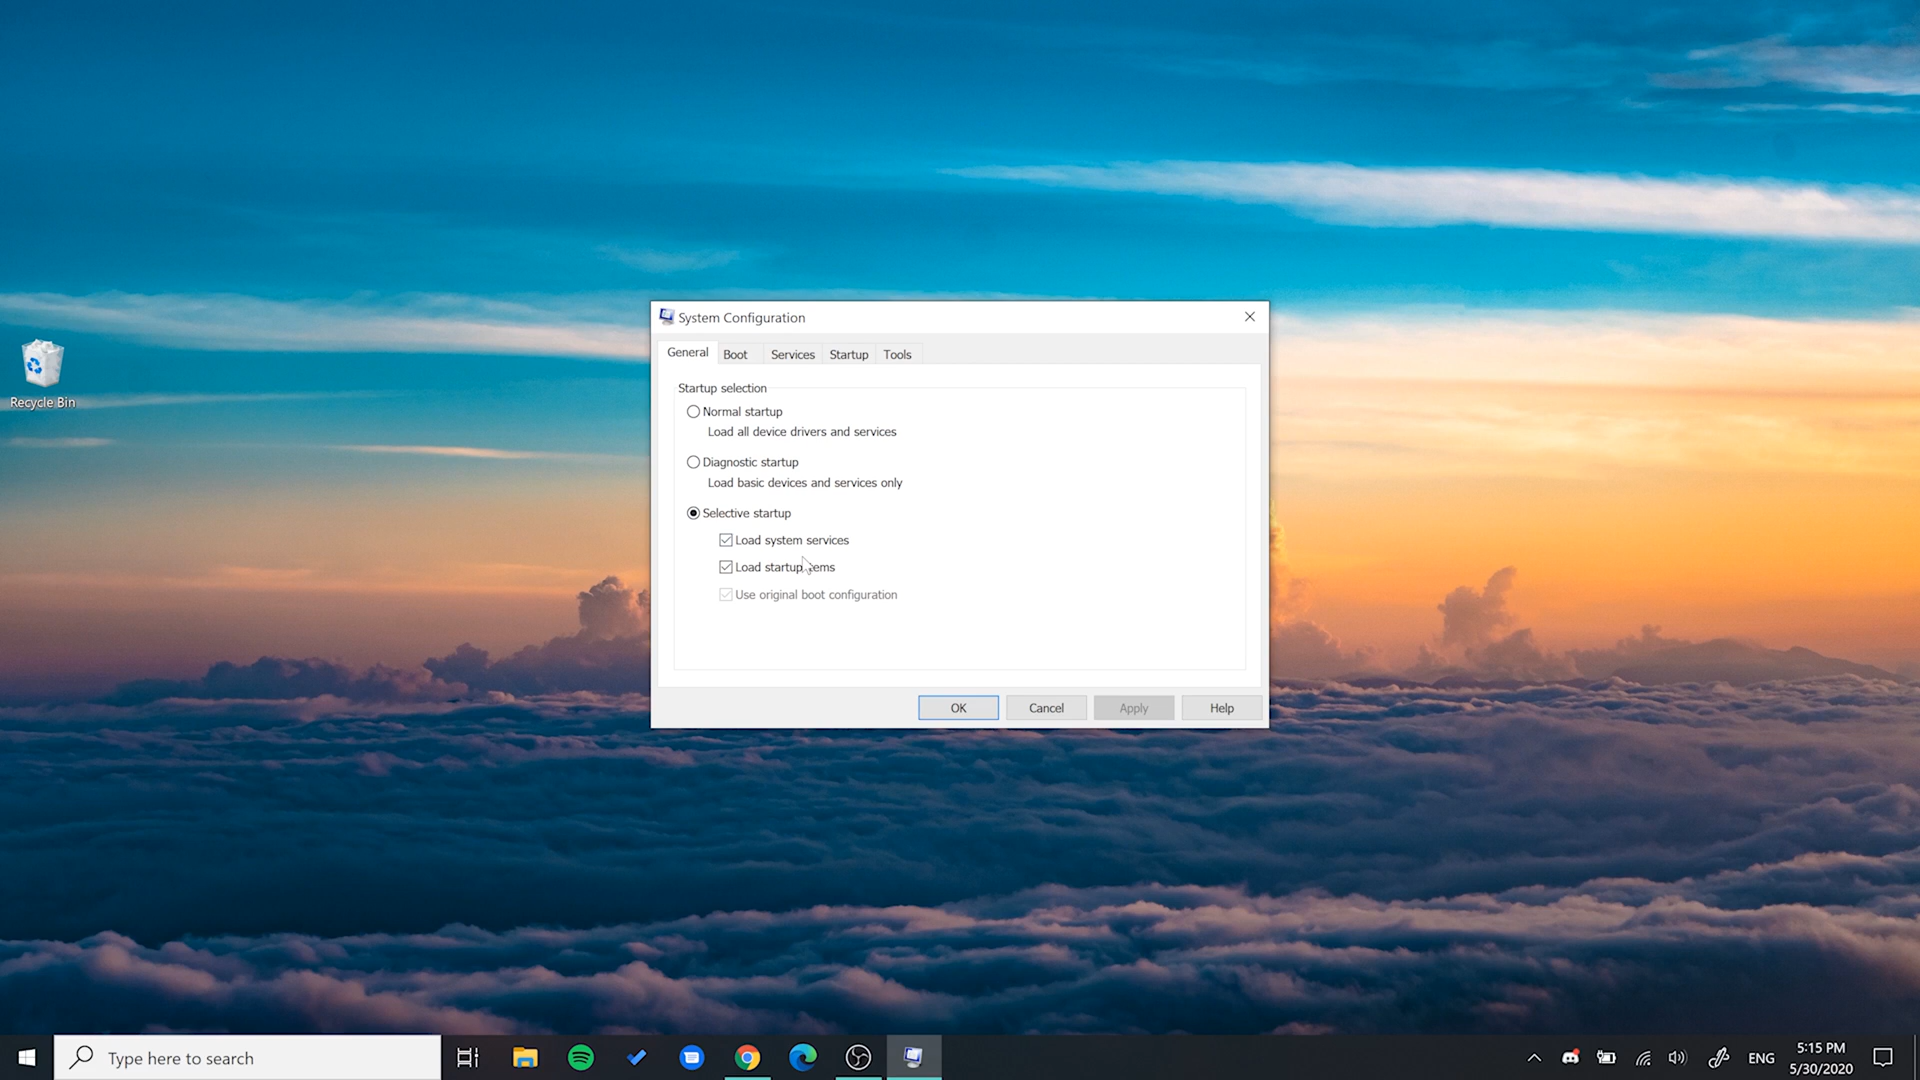 System Configuration
General Boot Services Startup Tools
Startup selection
Normal startup
Load all device drivers and services
Diagnostic startup
Load basic devices and services only
Selective startup
Load system services
Load startup
Use original boot configuration
OK Cancel Apply Help
Recycle Bin
Type here to search
ENG
5:15 PM
5/30/2020